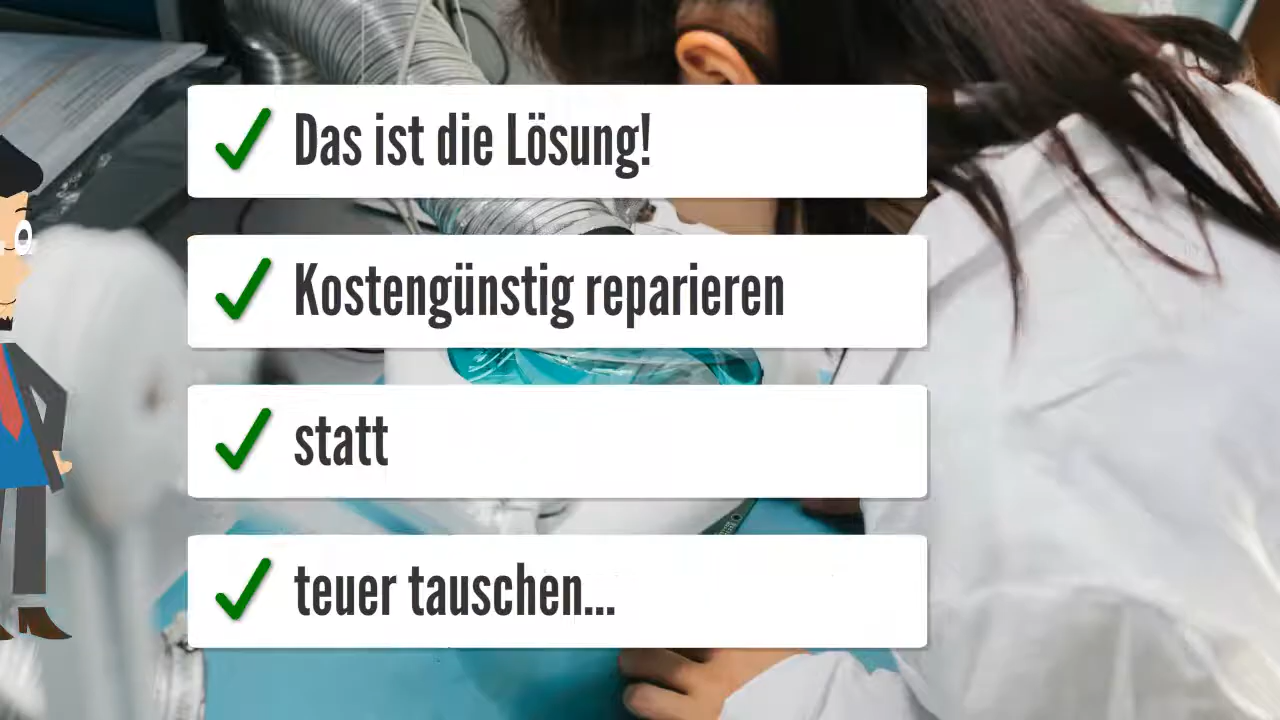 Das ist die Lösung!
Kostengünstig reparieren
statt
teuer tauschen...